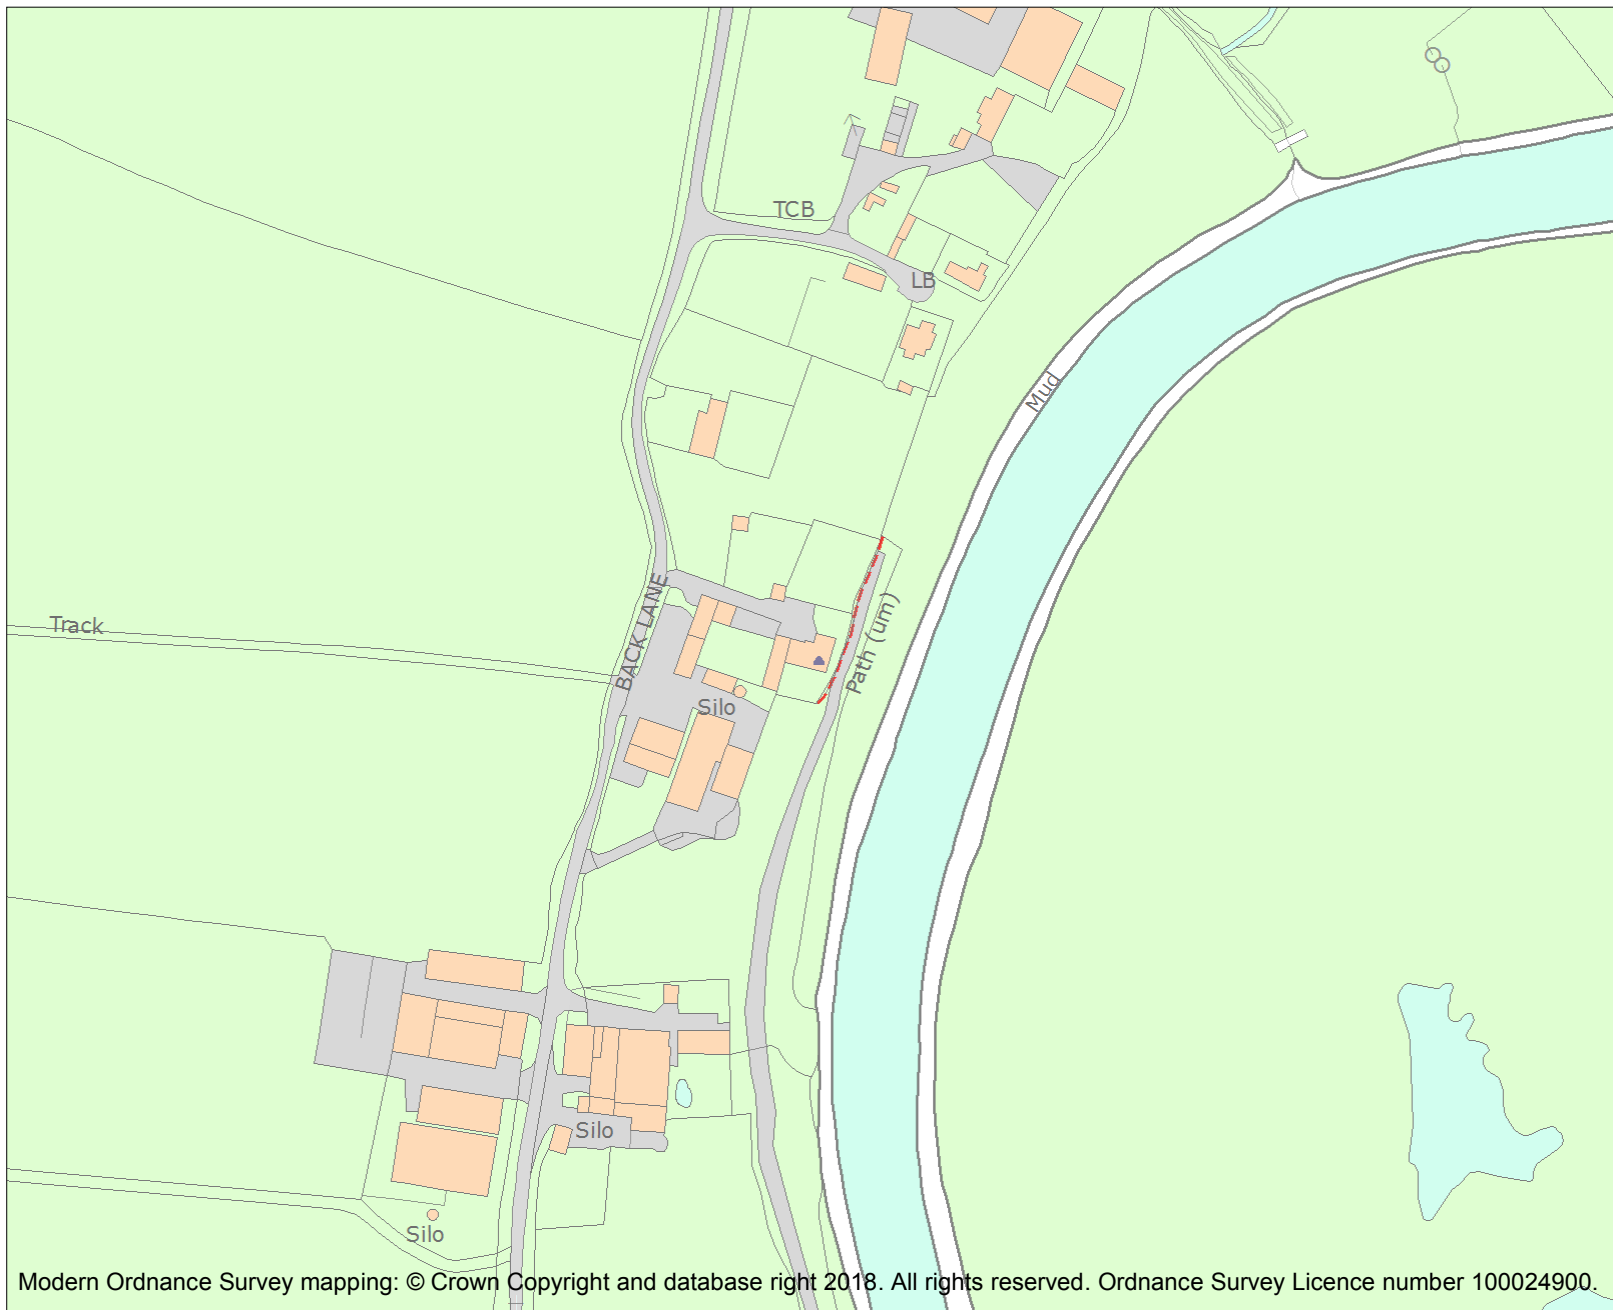 TCB
LB
Mud
BACK LANE
Track
Path (um)
Silo
Silo
Silo
Modern Ordnance Survey mapping: © Crown Copyright and database right 2018. All rights reserved. Ordnance Survey Licence number 100024900.